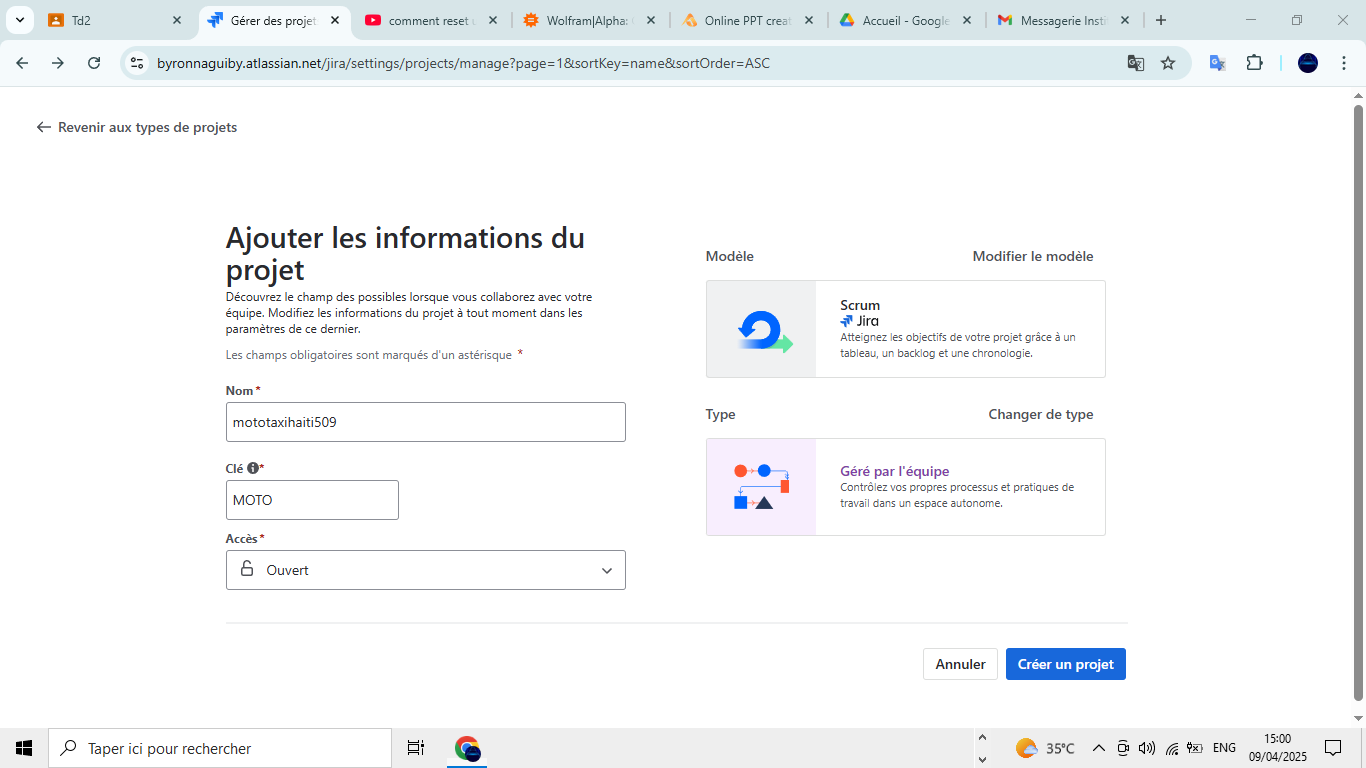 Td2
Gérer des projets
comment reset
Wolfram|Alpha:
Online PPT creat
Accueil - Google
Messagerie Insti
byronnaguiby.atlassian.net/jira/settings/projects/manage?page=1&sortKey=name&sortOrder=ASC
Revenir aux types de projets
Ajouter les informations du
projet
Découvrez le champ des possibles lorsque vous collaborez avec votre
équipe. Modifiez les informations du projet à tout moment dans les
paramètres de ce dernier.
Les champs obligatoires sont marqués d'un astérisque *
Nom *
mototaxihaiti509
Clé *
MOTO
Accès *
Ouvert
Modèle
Modifier le modèle
Scrum
Jira
Atteignez les objectifs de votre projet grâce à un
tableau, un backlog et une chronologie.
Type
Changer de type
Géré par l'équipe
Contrôlez vos propres processus et pratiques de
travail dans un espace autonome.
Annuler
Créer un projet
Taper ici pour rechercher
35°C
ENG
15:00
09/04/2025